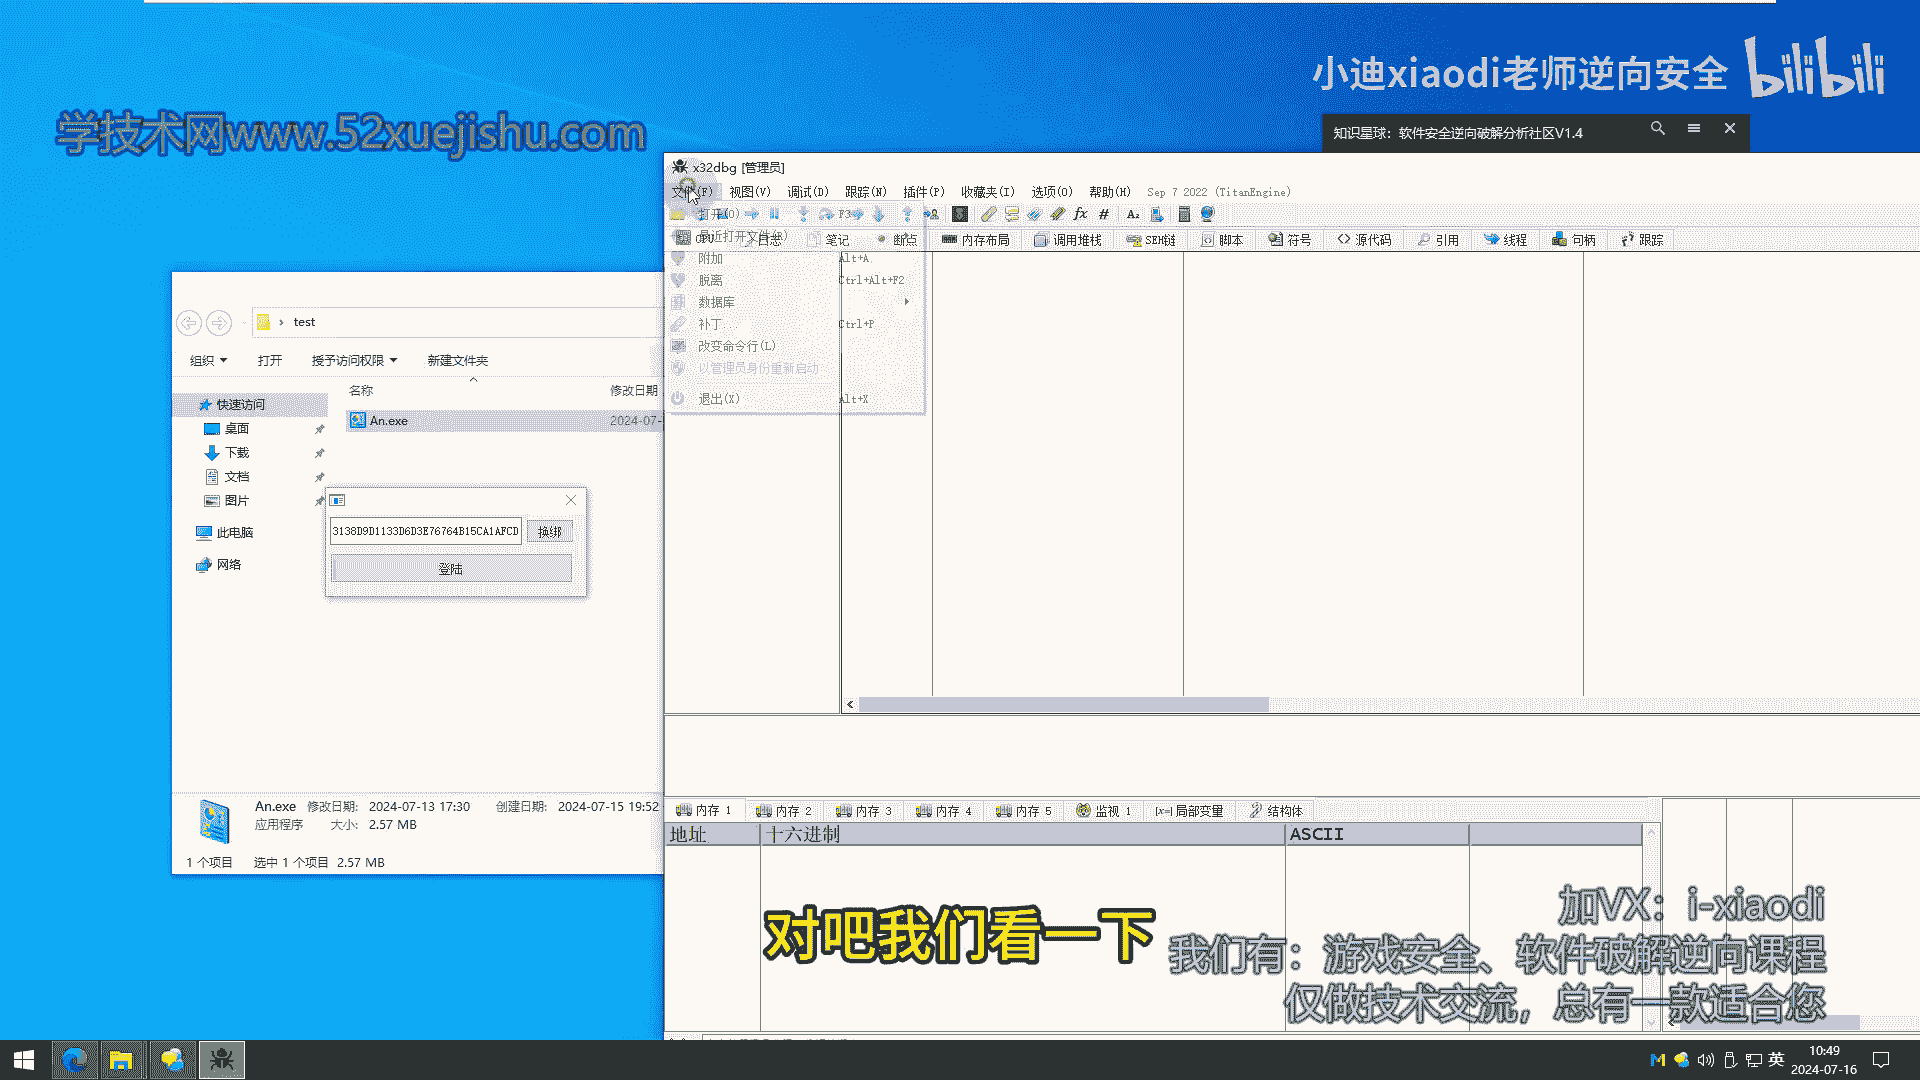 小迪xiaodi老师逆向安全 bilibili
学技术网www.52xuejishu.com
知识星球：软件安全逆向破解分析社区V1.4
x32dbg [管理员]
文件(F) 视图(V) 调试(D) 跟踪(N) 插件(P) 收藏夹(I) 选项(O) 帮助(H) Sep 7 2022 (TitanEngine)
打开(O) F3
最近打开文件(R)
CPU 日志 笔记 断点 内存布局 调用堆栈 SEH链 脚本 符号 源代码 引用 线程 句柄 跟踪
附加 Alt+A
脱离 Ctrl+Alt+F2
数据库
补丁... Ctrl+P
改变命令行(L)
以管理员身份重新启动
退出(X) Alt+X
test
组织 打开 授予访问权限 新建文件夹
名称 修改日期
快速访问
An.exe 2024-07-
桌面
下载
文档
图片
此电脑
网络
3138D9D1133D6D3E76764B15CA1AFCD 换绑
登陆
An.exe 修改日期: 2024-07-13 17:30 创建日期: 2024-07-15 19:52
应用程序 大小: 2.57 MB
1 个项目 选中 1 个项目 2.57 MB
内存 1 内存 2 内存 3 内存 4 内存 5 监视 1 [x=] 局部变量 结构体
地址 十六进制 ASCII
对吧我们看一下
加VX：i-xiaodi
我们有：游戏安全、软件破解逆向课程
仅做技术交流，总有一款适合您
英
10:49
2024-07-16